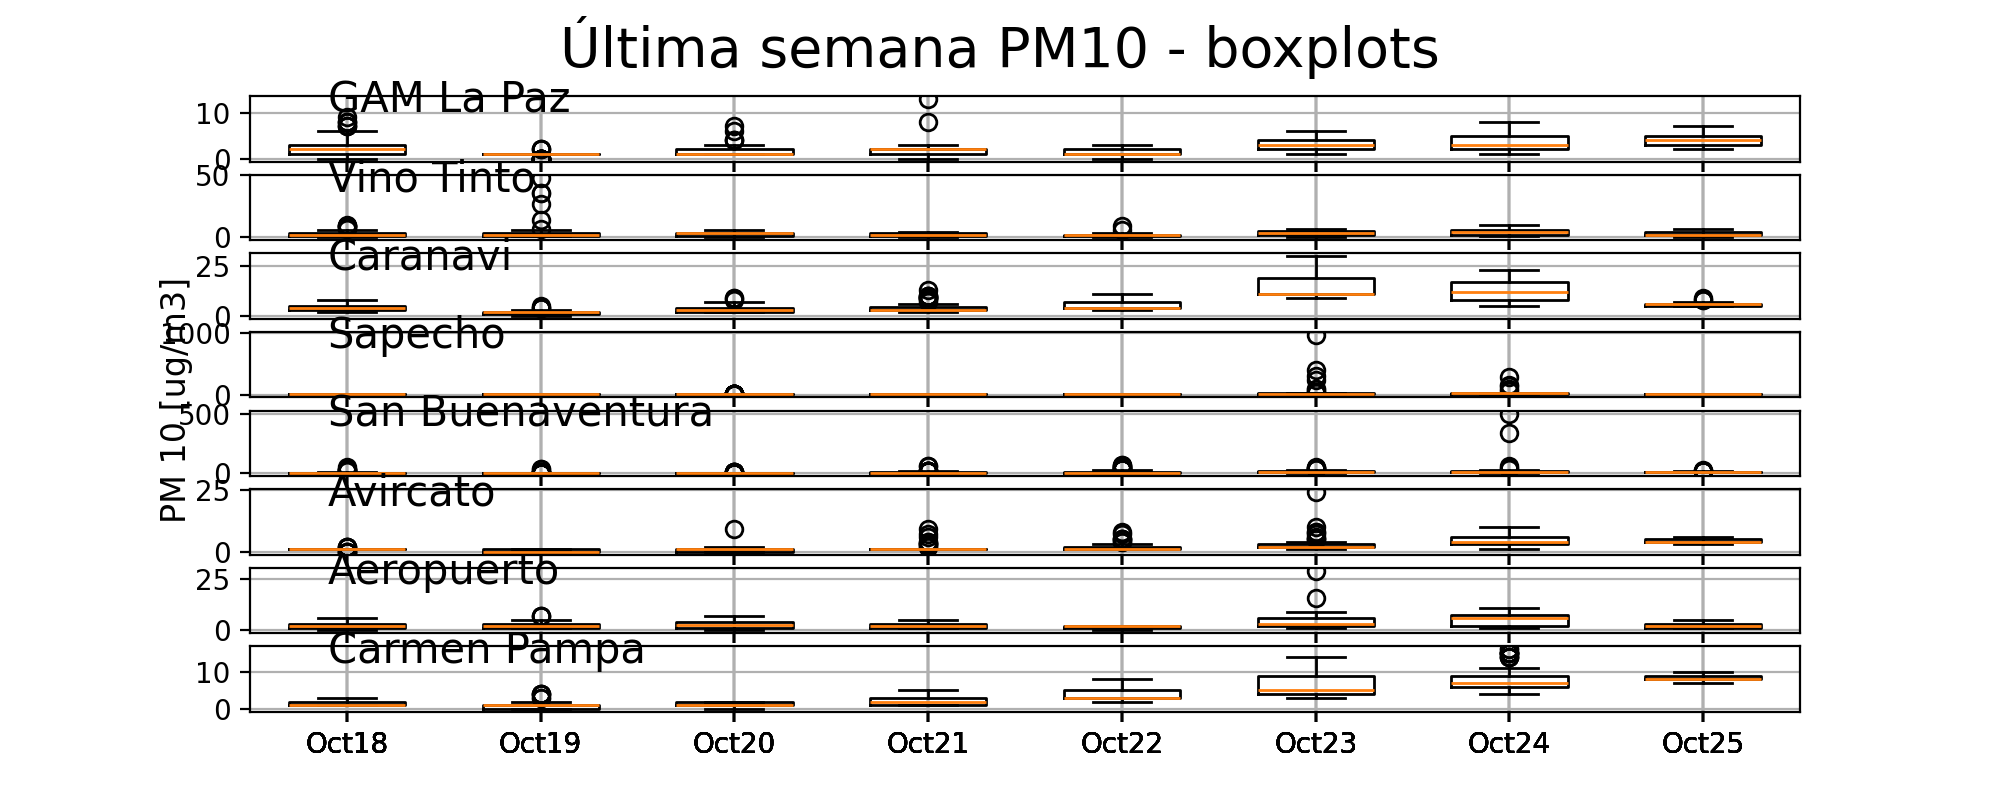 Última semana PM10 - boxplots
GAM La Paz
10
0
Vino Tinto
50
0
Caranavi
25
0
PM 10 [ug/m3]
Sapecho
1000
0
San Buenaventura
500
0
Avircato
25
0
Aeropuerto
25
0
Carmen Pampa
10
0
Oct18 Oct19 Oct20 Oct21 Oct22 Oct23 Oct24 Oct25